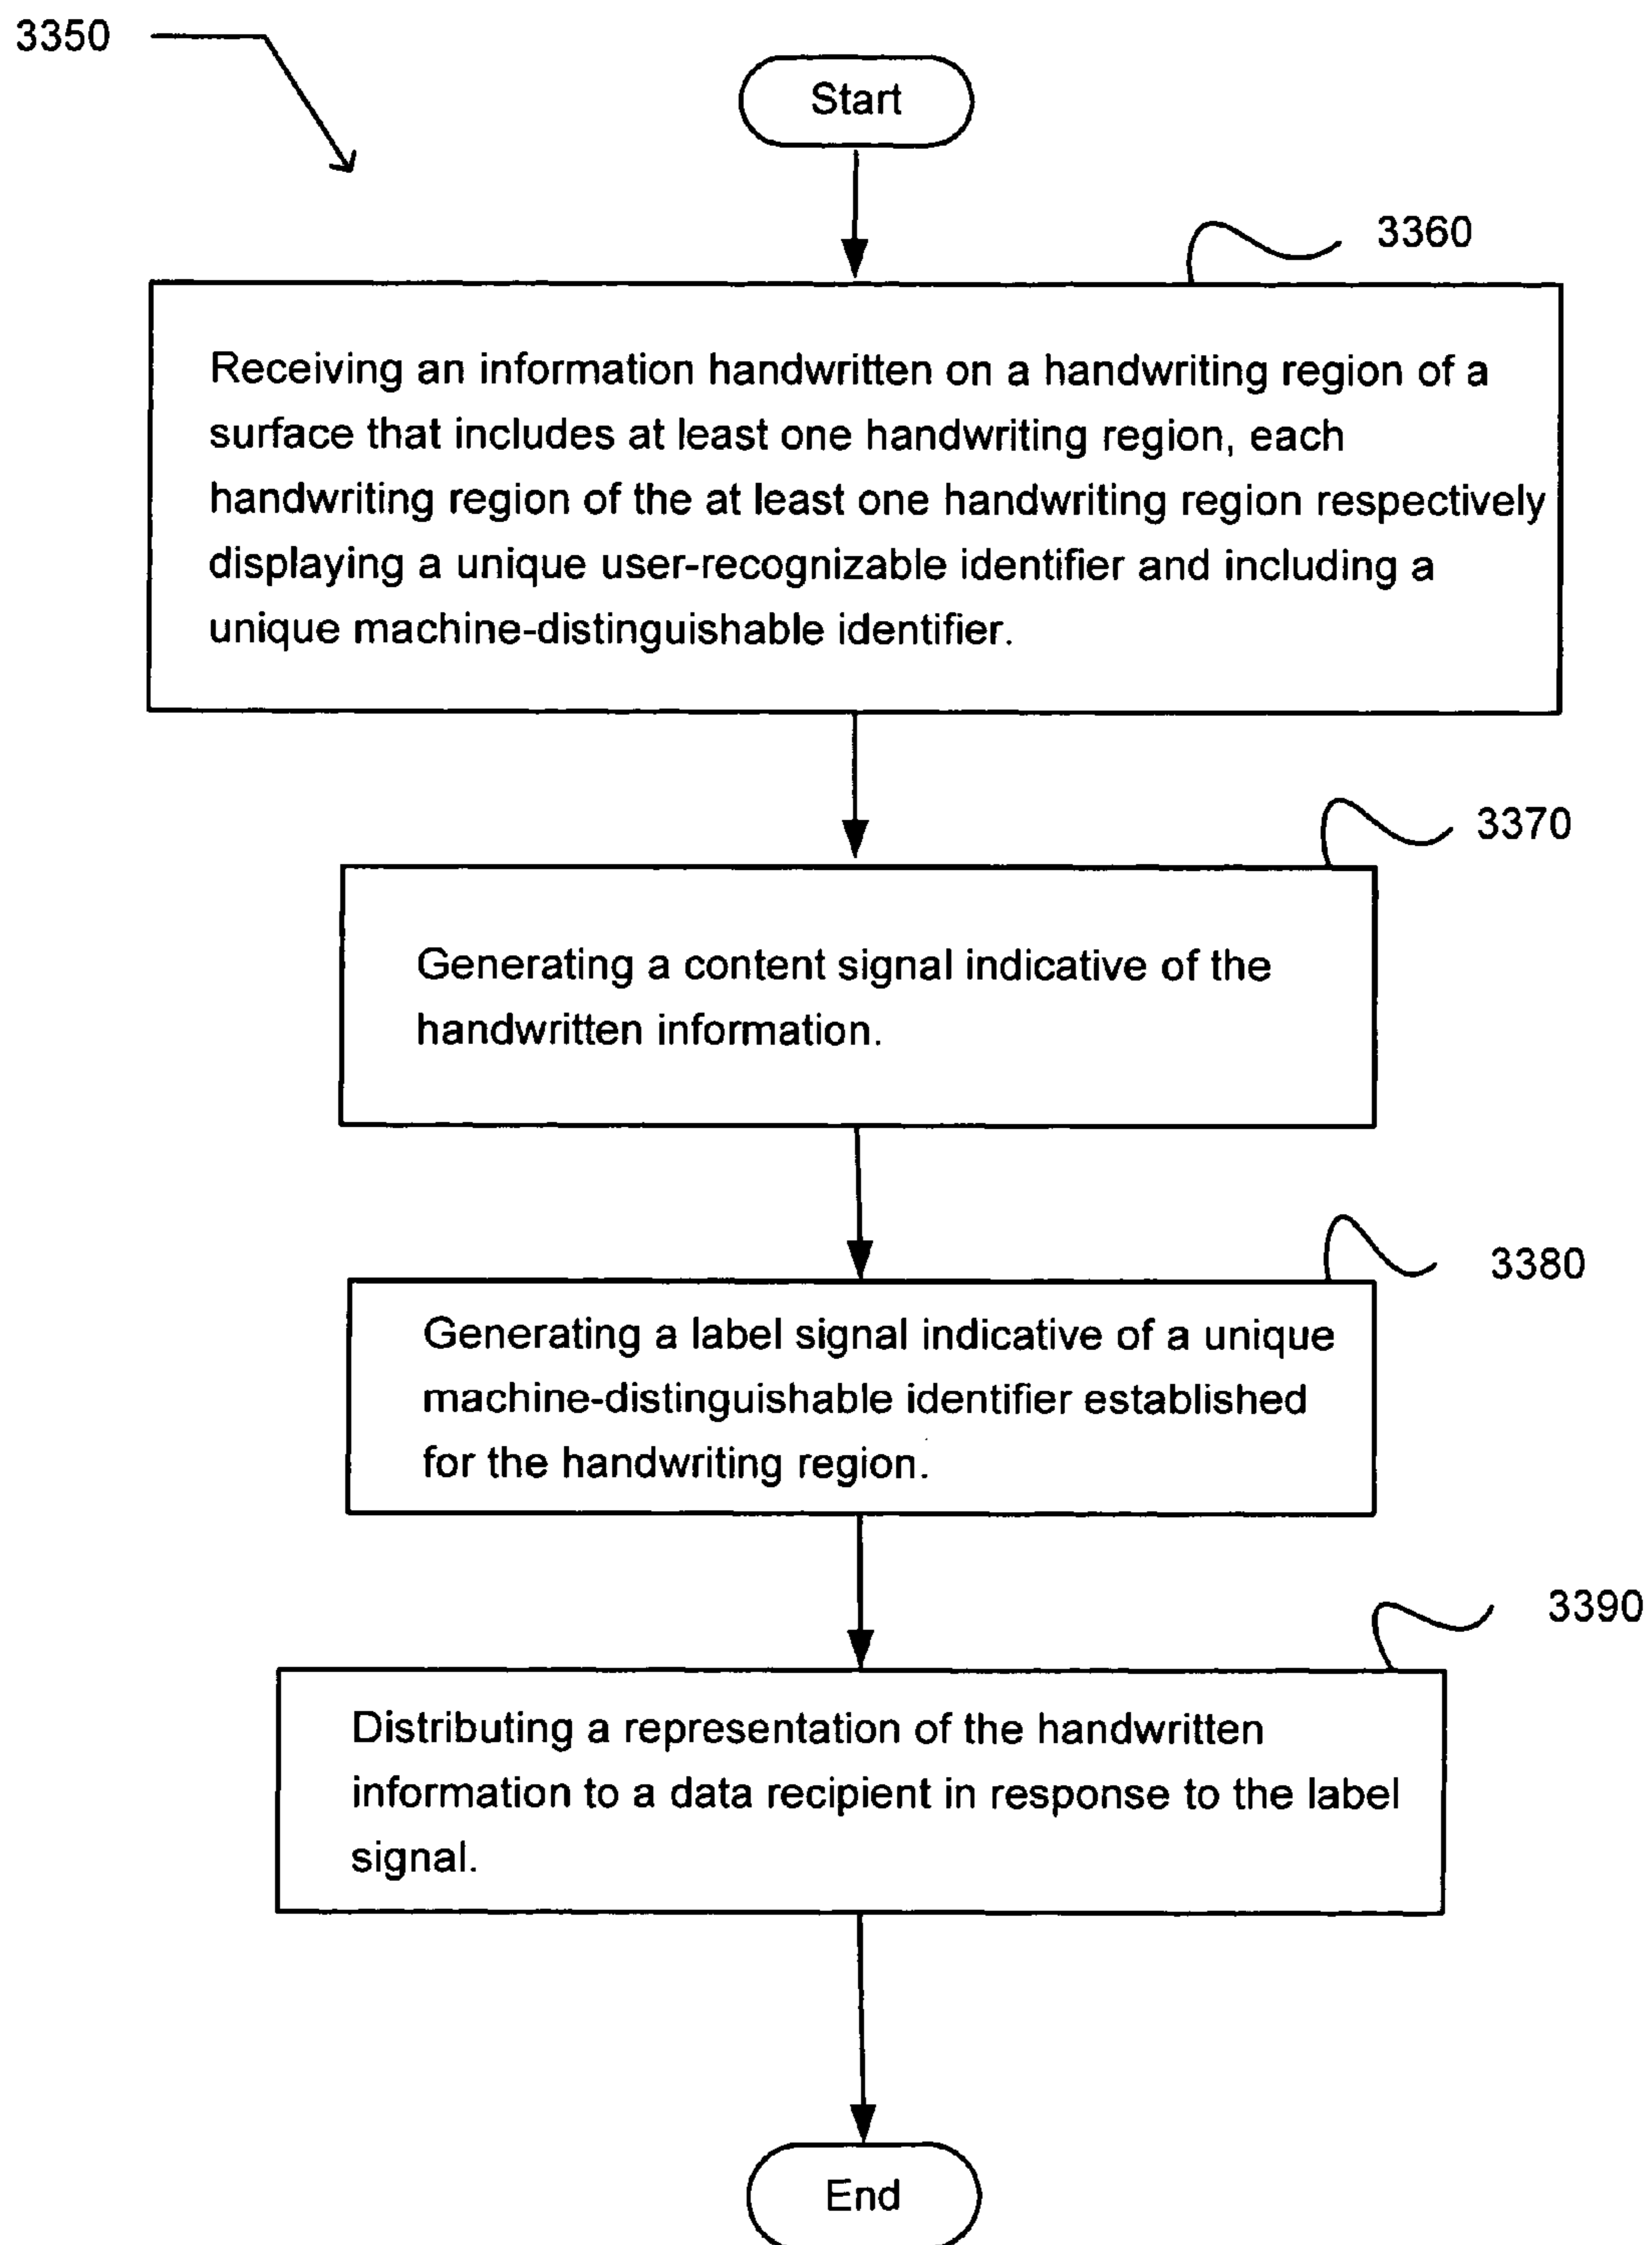 3350
Start
3360
Receiving an information handwritten on a handwriting region of a
surface that includes at least one handwriting region, each
handwriting region of the at least one handwriting region respectively
displaying a unique user-recognizable identifier and including a
unique machine-distinguishable identifier.
3370
Generating a content signal indicative of the
handwritten information.
3380
Generating a label signal indicative of a unique
machine-distinguishable identifier established
for the handwriting region.
3390
Distributing a representation of the handwritten
information to a data recipient in response to the label
signal.
End